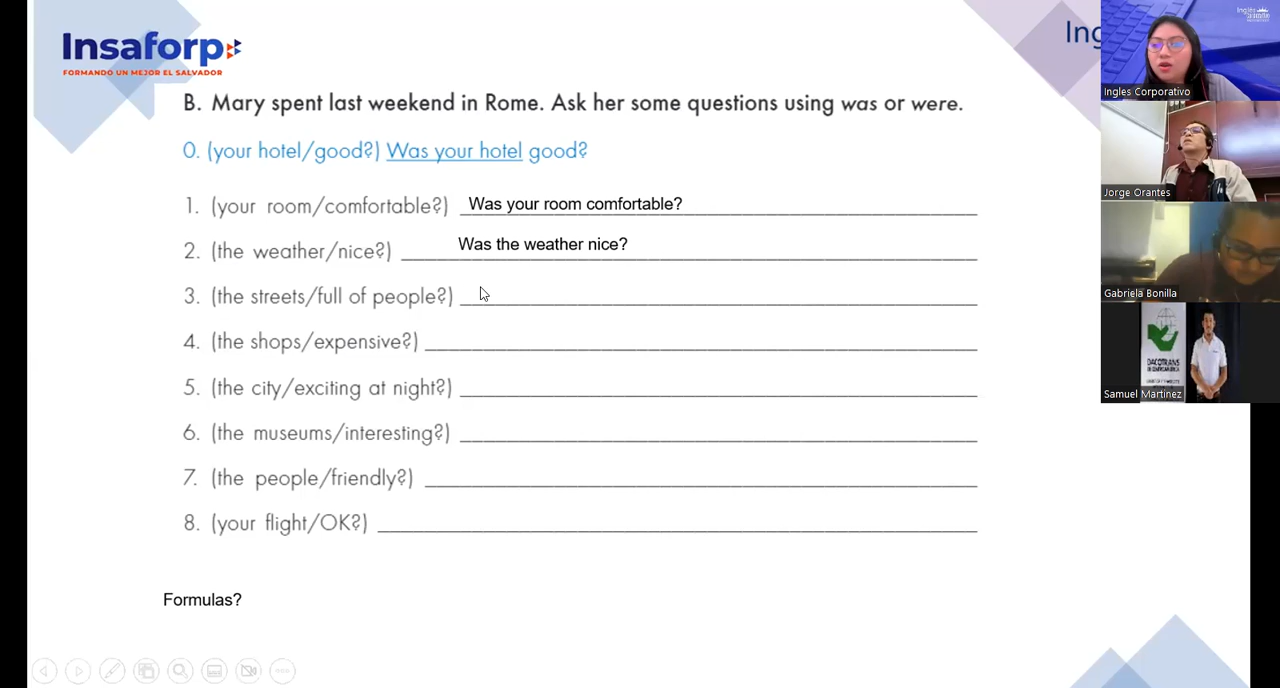 Insaforp
FORMANDO UN MEJOR EL SALVADOR
Ing
B. Mary spent last weekend in Rome. Ask her some questions using was or were.
0. (your hotel/good?) Was your hotel good?
1. (your room/comfortable?) Was your room comfortable?
2. (the weather/nice?) Was the weather nice?
3. (the streets/full of people?)
4. (the shops/expensive?)
5. (the city/exciting at night?)
6. (the museums/interesting?)
7. (the people/friendly?)
8. (your flight/OK?)
Formulas?
Ingles Corporativo
Jorge Orantes
Gabriela Bonilla
DACOTRANS
Samuel Martinez